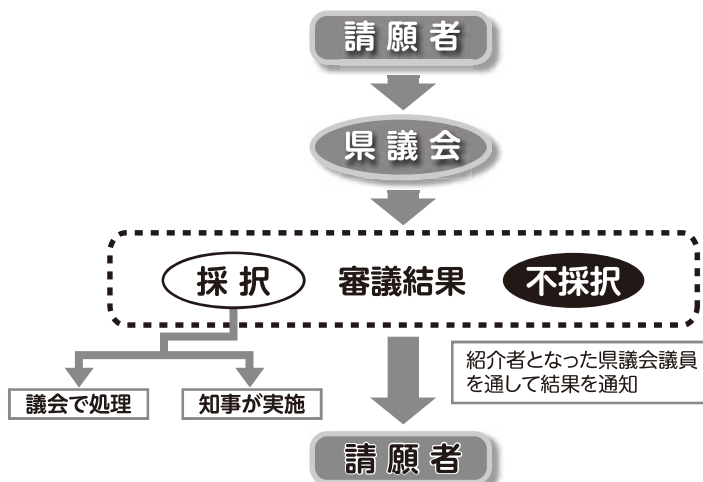 請願者
県議会
採択
審議結果
不採択
議会で処理
知事が実施
紹介者となった県議会議員
を通して結果を通知
請願者